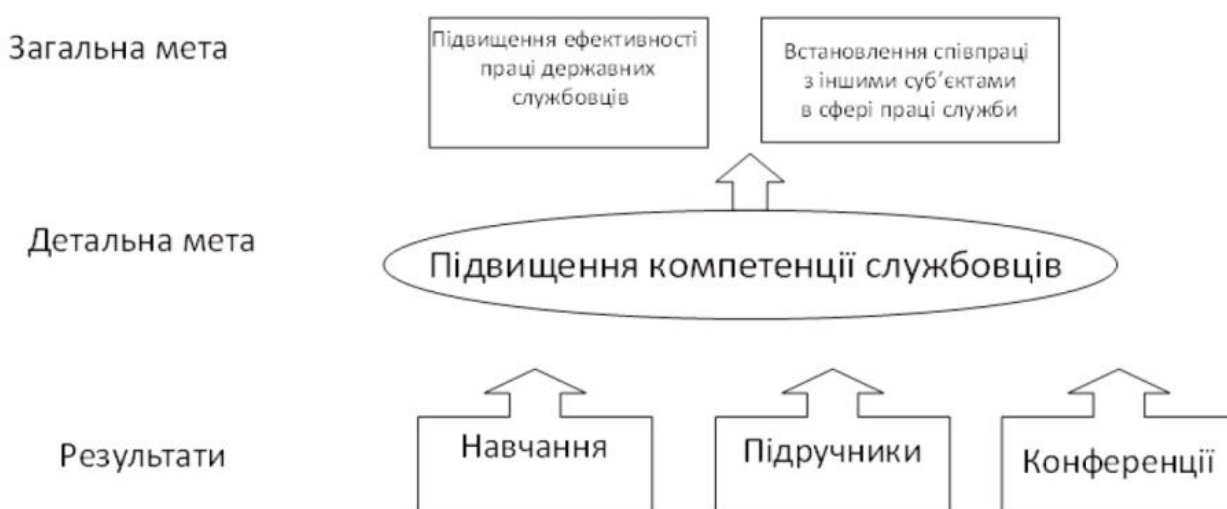 Загальна мета
Підвищення ефективності
праці державних
службовців
Встановлення співпраці
з іншими суб’єктами
в сфері праці служби
Детальна мета
Підвищення компетенції службовців
Результати
Навчання
Підручники
Конференції